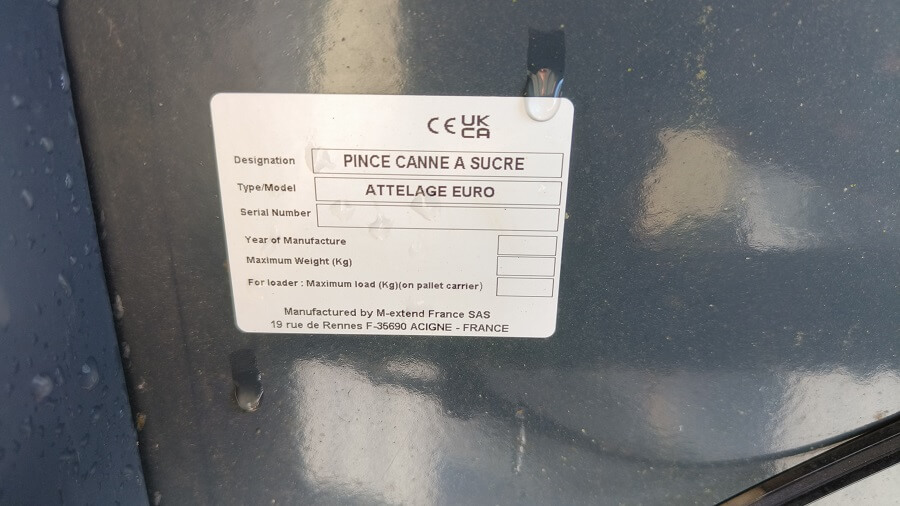 CE UK
CA
Designation PINCE CANNE A SUCRE
Type/Model ATTELAGE EURO
Serial Number
Year of Manufacture
Maximum Weight (Kg)
For loader : Maximum load (Kg)(on pallet carrier)
Manufactured by M-extend France SAS
19 rue de Rennes F-35690 ACIGNE - FRANCE